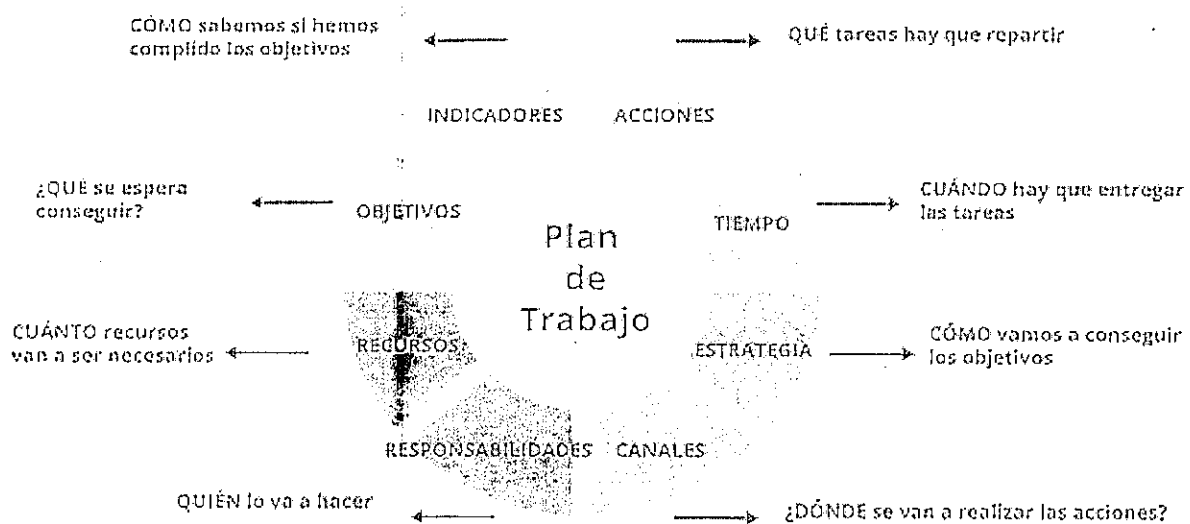 CÓMO sabemos si hemos
complido los objetivos
QUÉ tareas hay que repartir
INDICADORES
ACCIONES
¿QUÉ se espera
conseguir?
OBJETIVOS
TIEMPO
CUÁNDO hay que entregar
las tareas
Plan
de
Trabajo
CUÁNTO recursos
van a ser necesarios
RECURSOS
ESTRATEGIA
CÓMO vamos a conseguir
los objetivos
RESPONSABILIDADES
CANALES
QUIÉN lo va a hacer
¿DÓNDE se van a realizar las acciones?